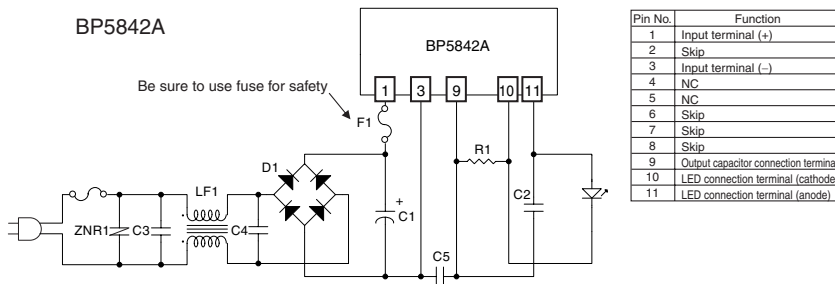 BP5842A
BP5842A
Be sure to use fuse for safety
1 3 9 10 11
F1
R1
D1
LF1
C2
+
C1
ZNR1 C3 C4
C5
Pin No. Function
1 Input terminal (+)
2 Skip
3 Input terminal (−)
4 NC
5 NC
6 Skip
7 Skip
8 Skip
9 Output capacitor connection termina
10 LED connection terminal (cathode
11 LED connection terminal (anode)